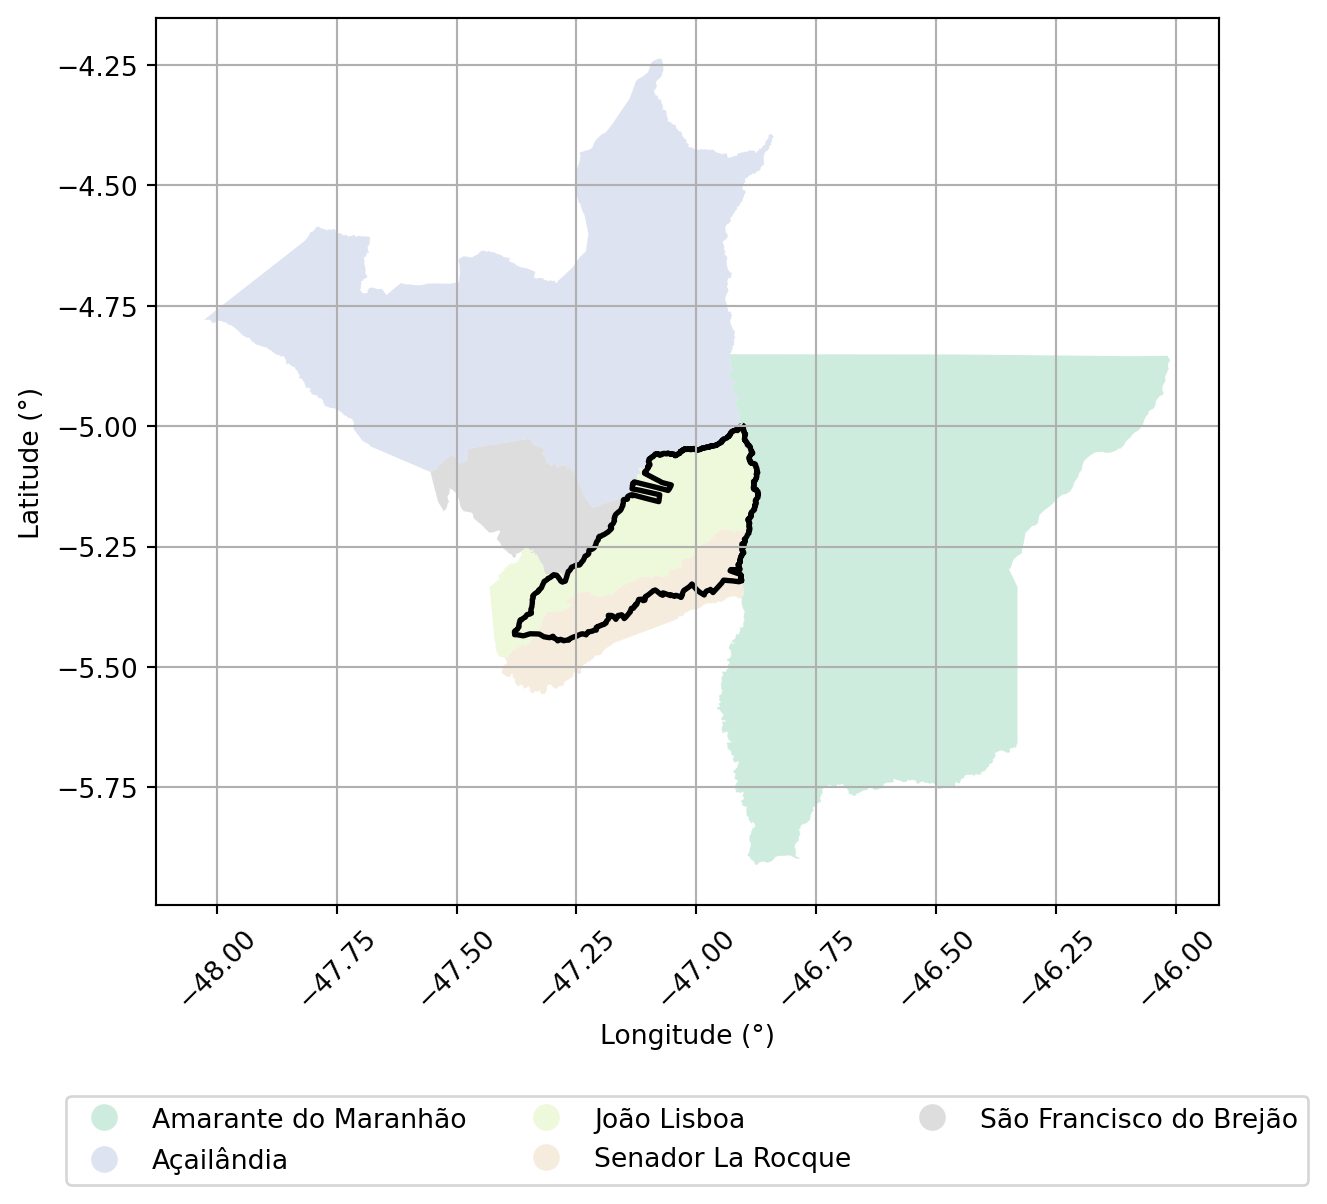 −4.25
−4.50
−4.75
−5.00
−5.25
−5.50
−5.75
Latitude (°)
−48.00
−47.75
−47.50
−47.25
−47.00
−46.75
−46.50
−46.25
−46.00
Longitude (°)
Amarante do Maranhão
Açailândia
João Lisboa
Senador La Rocque
São Francisco do Brejão